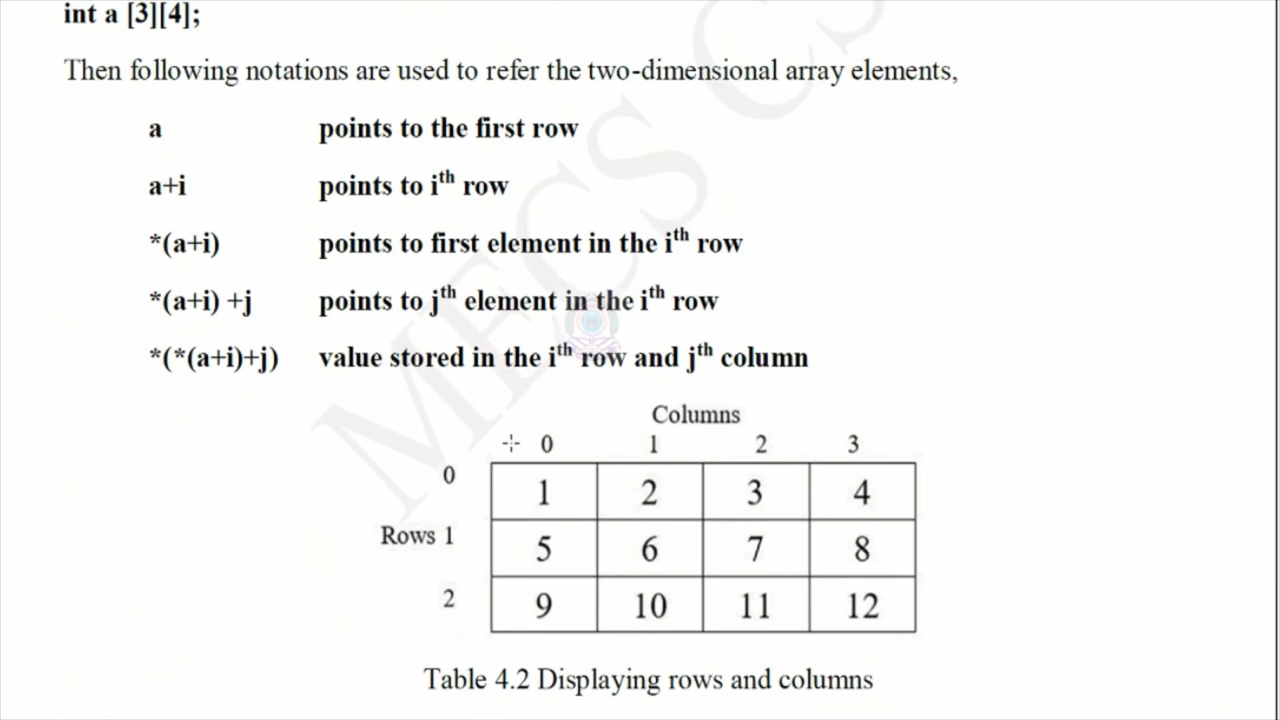 int a [3][4];
Then following notations are used to refer the two-dimensional array elements,
a points to the first row
a+i points to iᵗʰ row
*(a+i) points to first element in the iᵗʰ row
*(a+i) +j points to jᵗʰ element in the iᵗʰ row
*(*(a+i)+j) value stored in the iᵗʰ row and jᵗʰ column
Columns
0 1 2 3
0 1 2 3 4
Rows 1 5 6 7 8
2 9 10 11 12
Table 4.2 Displaying rows and columns
MECS CS